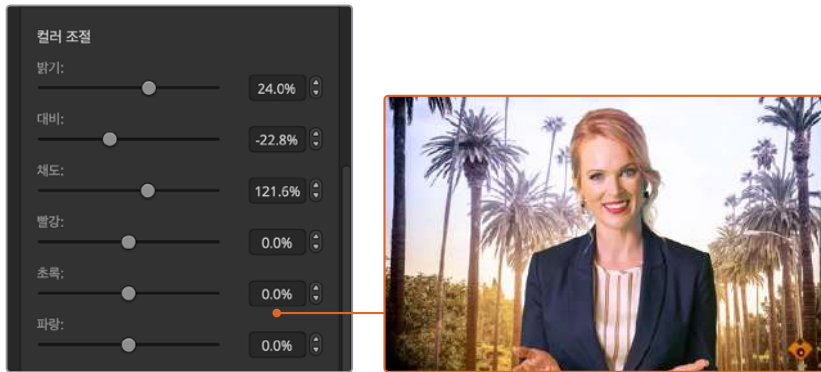 컬러 조절
밝기:
24.0%
대비:
-22.8%
채도:
121.6%
빨강:
0.0%
초록:
0.0%
파랑:
0.0%